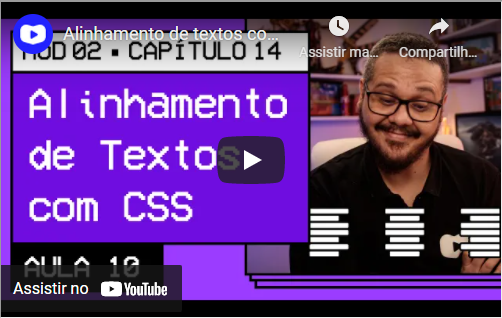 Alinhamento de textos co...
Assistir ma...
Compartilh...
MOD 02 ▪ CAPÍTULO 14
Alinhamento
de Textos
com CSS
AULA 10
Assistir no YouTube